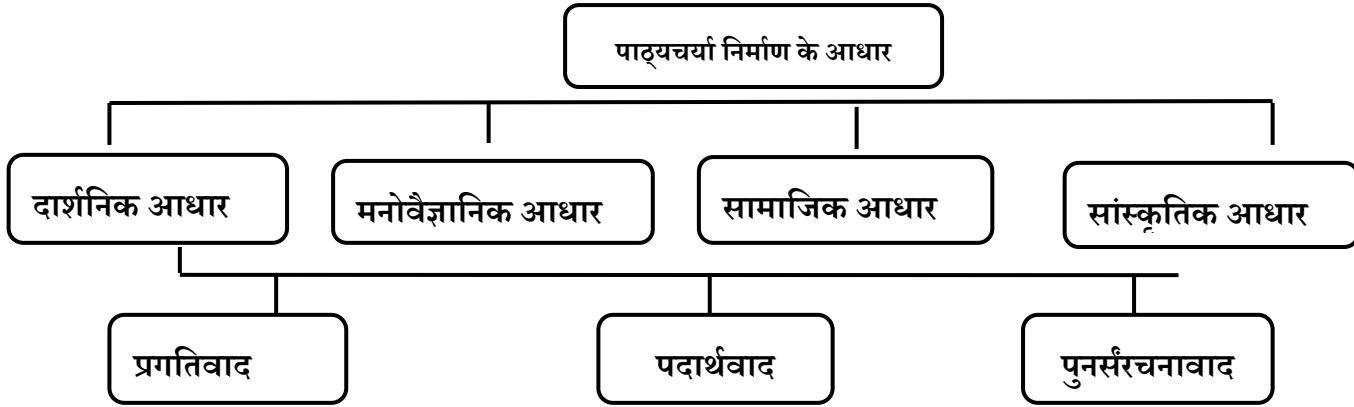 पाठ्यचर्या निर्माण के आधार
दार्शनिक आधार
मनोवैज्ञानिक आधार
सामाजिक आधार
सांस्कृतिक आधार
प्रगतिवाद
पदार्थवाद
पुनर्संरचनावाद